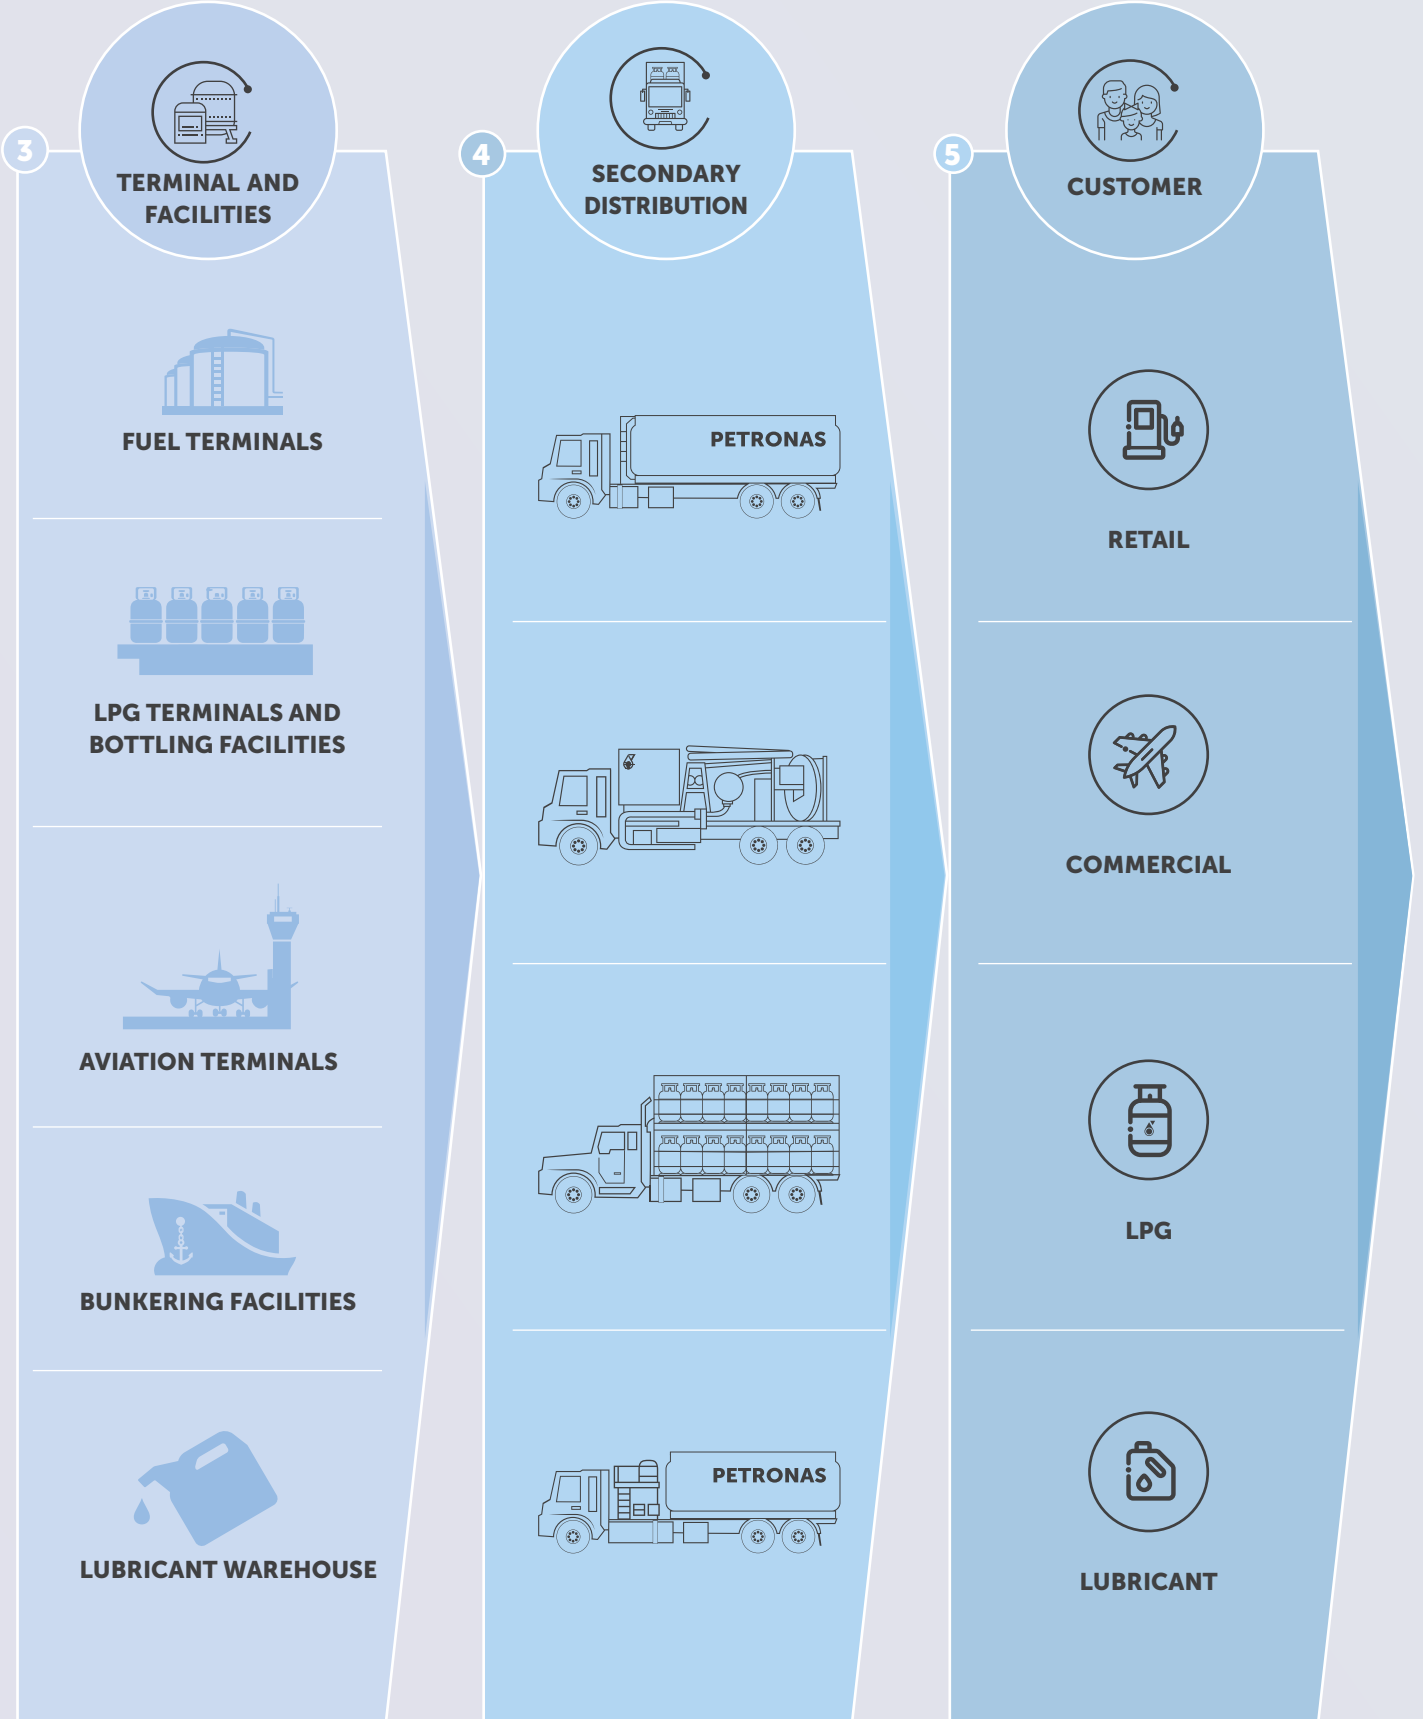 3
TERMINAL AND
FACILITIES
FUEL TERMINALS
LPG TERMINALS AND
BOTTLING FACILITIES
AVIATION TERMINALS
BUNKERING FACILITIES
LUBRICANT WAREHOUSE
4
SECONDARY
DISTRIBUTION
PETRONAS
PETRONAS
5
CUSTOMER
RETAIL
COMMERCIAL
LPG
LUBRICANT